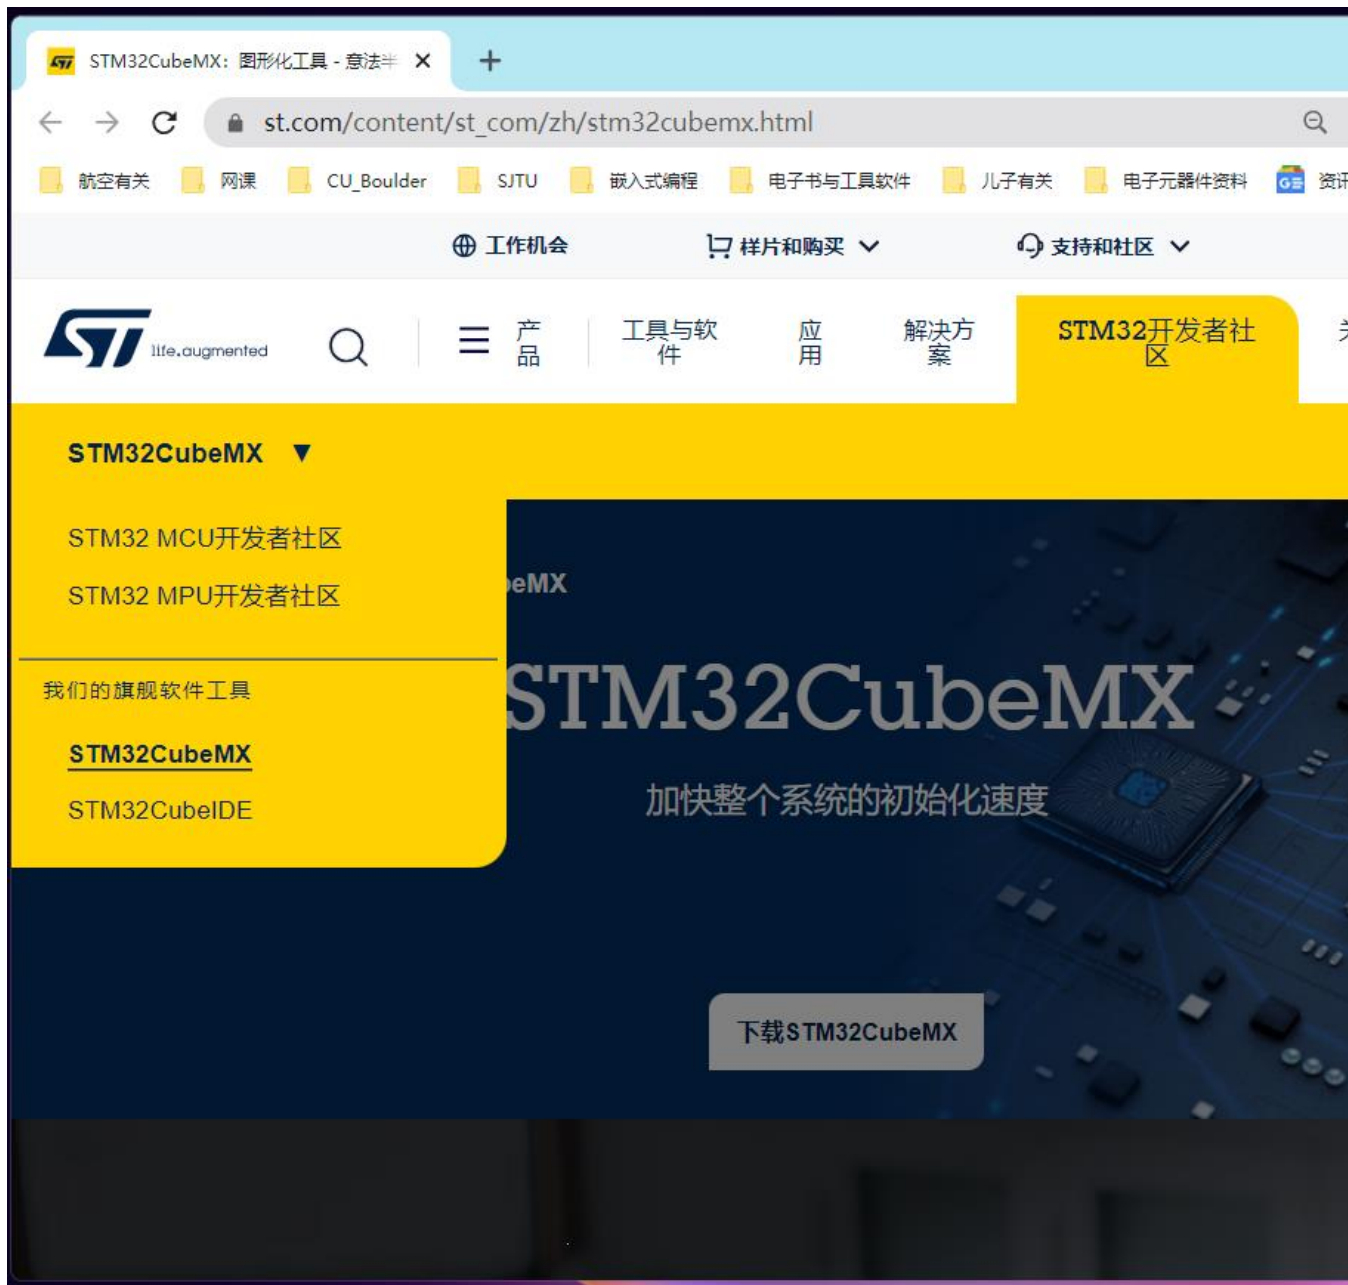 STM32CubeMX：图形化工具 - 意法半
st.com/content/st_com/zh/stm32cubemx.html
航空有关 网课 CU_Boulder SJTU 嵌入式编程 电子书与工具软件 儿子有关 电子元器件资料 资讯
工作机会 样片和购买 支持和社区
life.augmented
产品
工具与软件
应用
解决方案
STM32开发者社区
STM32CubeMX ▼
STM32 MCU开发者社区
STM32 MPU开发者社区
beMX
我们的旗舰软件工具
STM32CubeMX
STM32CubeMX
加快整个系统的初始化速度
STM32CubeIDE
下载STM32CubeMX